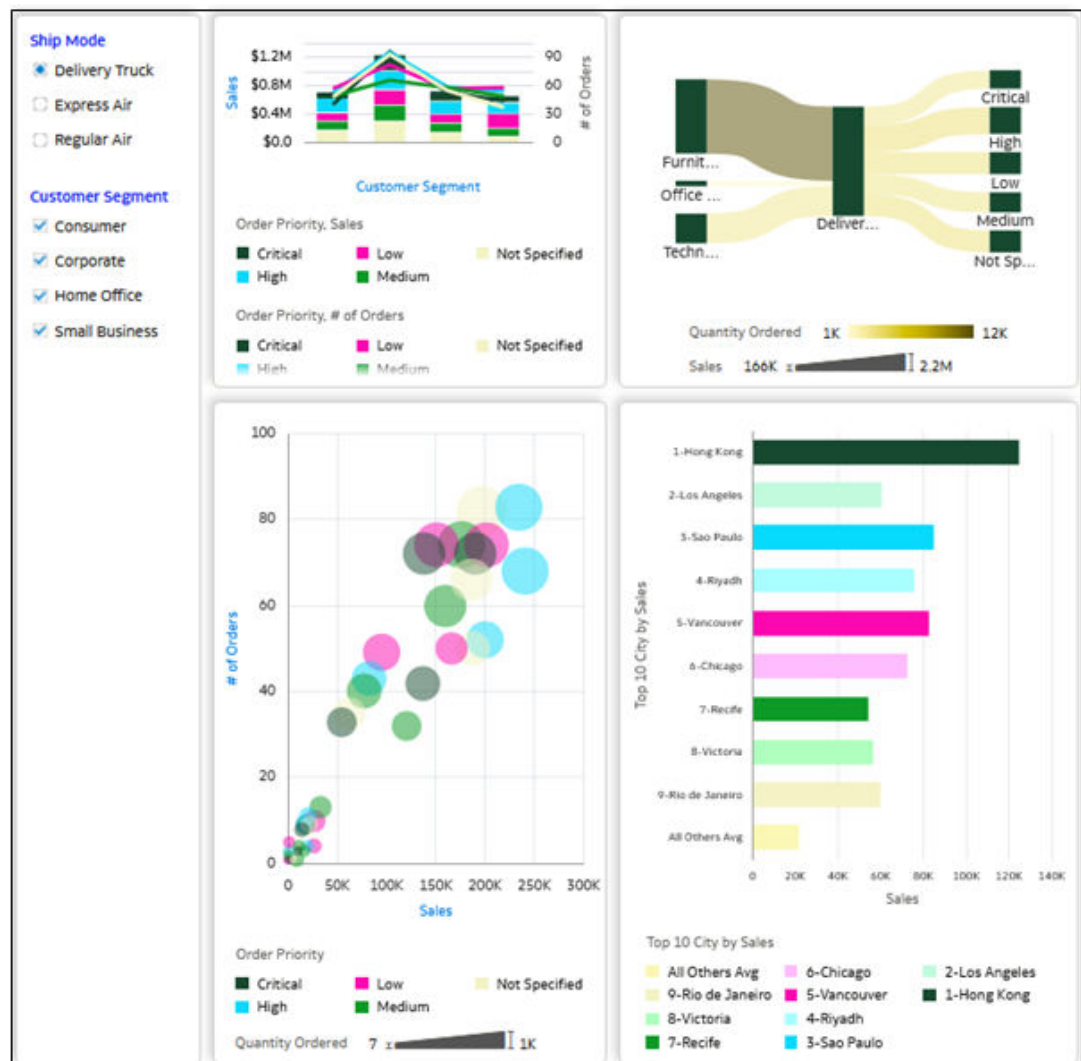 Ship Mode
Delivery Truck
Express Air
Regular Air
Customer Segment
Consumer
Corporate
Home Office
Small Business
$1.2M
$0.8M
$0.4M
$0.0
Sales
90
60
30
0
# of Orders
Customer Segment
Order Priority, Sales
Critical Low Not Specified
High Medium
Order Priority, # of Orders
Critical Low Not Specified
High Medium
Furnit...
Office ...
Techn...
Deliver...
Critical
High
Low
Medium
Not Sp...
Quantity Ordered 1K 12K
Sales 166K 2.2M
100
80
60
40
20
0
# of Orders
0 50K 100K 150K 200K 250K 300K
Sales
Order Priority
Critical Low Not Specified
High Medium
Quantity Ordered 7 1K
Top 10 City by Sales
1-Hong Kong
2-Los Angeles
3-Sao Paulo
4-Riyadh
5-Vancouver
6-Chicago
7-Recife
8-Victoria
9-Rio de Janeiro
All Others Avg
0 20K 40K 60K 80K 100K 120K 140K
Sales
Top 10 City by Sales
All Others Avg 6-Chicago 2-Los Angeles
9-Rio de Janeiro 5-Vancouver 1-Hong Kong
8-Victoria 4-Riyadh
7-Recife 3-Sao Paulo